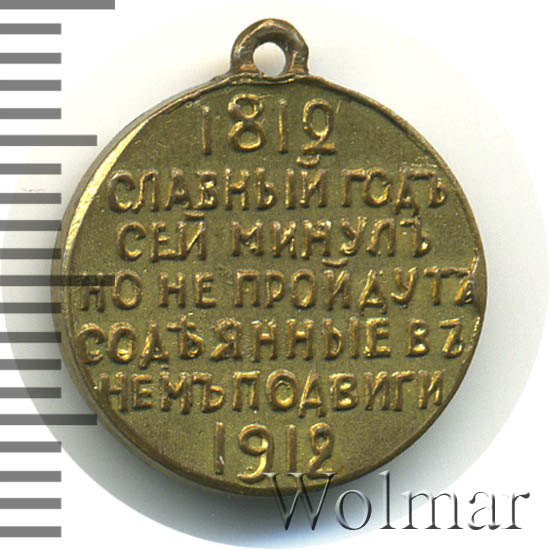 1812
СЛАВНЫЙ ГОДЪ
СЕЙ МИНУЛЪ
НО НЕ ПРОЙДУТЪ
СОДѢЯННЫЕ ВЪ
НЕМЪ ПОДВИГИ
1912
Wolmar